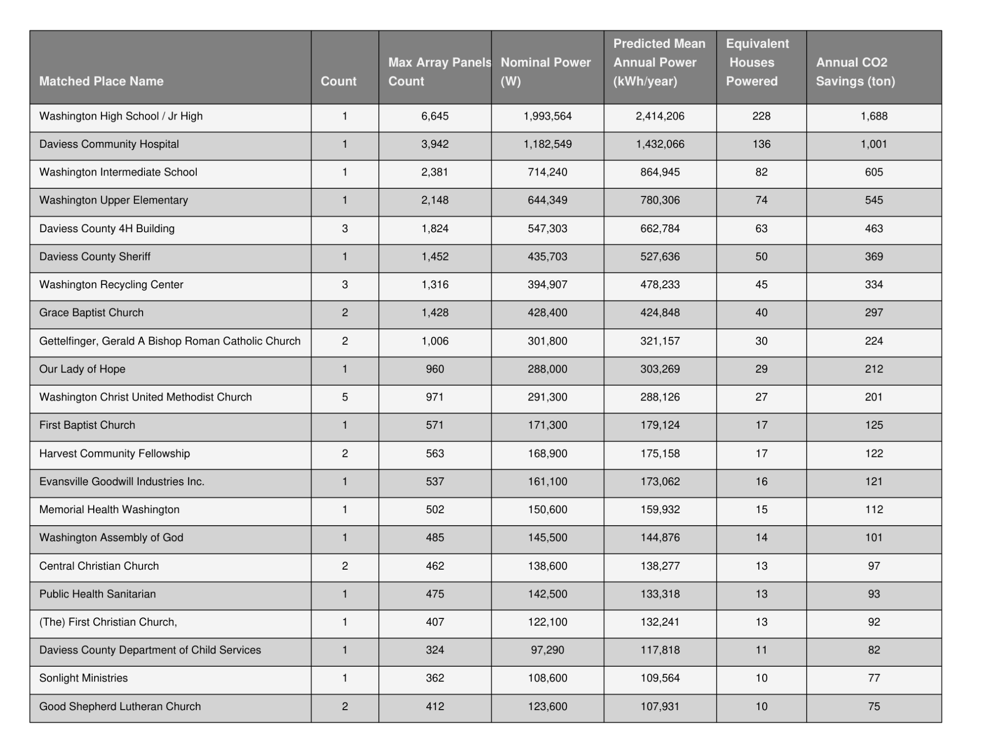 Matched Place Name Count Max Array Panels Count Nominal Power (W) Predicted Mean Annual Power (kWh/year) Equivalent Houses Powered Annual CO2 Savings (ton)
Washington High School / Jr High 1 6,645 1,993,564 2,414,206 228 1,688
Daviess Community Hospital 1 3,942 1,182,549 1,432,066 136 1,001
Washington Intermediate School 1 2,381 714,240 864,945 82 605
Washington Upper Elementary 1 2,148 644,349 780,306 74 545
Daviess County 4H Building 3 1,824 547,303 662,784 63 463
Daviess County Sheriff 1 1,452 435,703 527,636 50 369
Washington Recycling Center 3 1,316 394,907 478,233 45 334
Grace Baptist Church 2 1,428 428,400 424,848 40 297
Gettelfinger, Gerald A Bishop Roman Catholic Church 2 1,006 301,800 321,157 30 224
Our Lady of Hope 1 960 288,000 303,269 29 212
Washington Christ United Methodist Church 5 971 291,300 288,126 27 201
First Baptist Church 1 571 171,300 179,124 17 125
Harvest Community Fellowship 2 563 168,900 175,158 17 122
Evansville Goodwill Industries Inc. 1 537 161,100 173,062 16 121
Memorial Health Washington 1 502 150,600 159,932 15 112
Washington Assembly of God 1 485 145,500 144,876 14 101
Central Christian Church 2 462 138,600 138,277 13 97
Public Health Sanitarian 1 475 142,500 133,318 13 93
(The) First Christian Church, 1 407 122,100 132,241 13 92
Daviess County Department of Child Services 1 324 97,290 117,818 11 82
Sonlight Ministries 1 362 108,600 109,564 10 77
Good Shepherd Lutheran Church 2 412 123,600 107,931 10 75